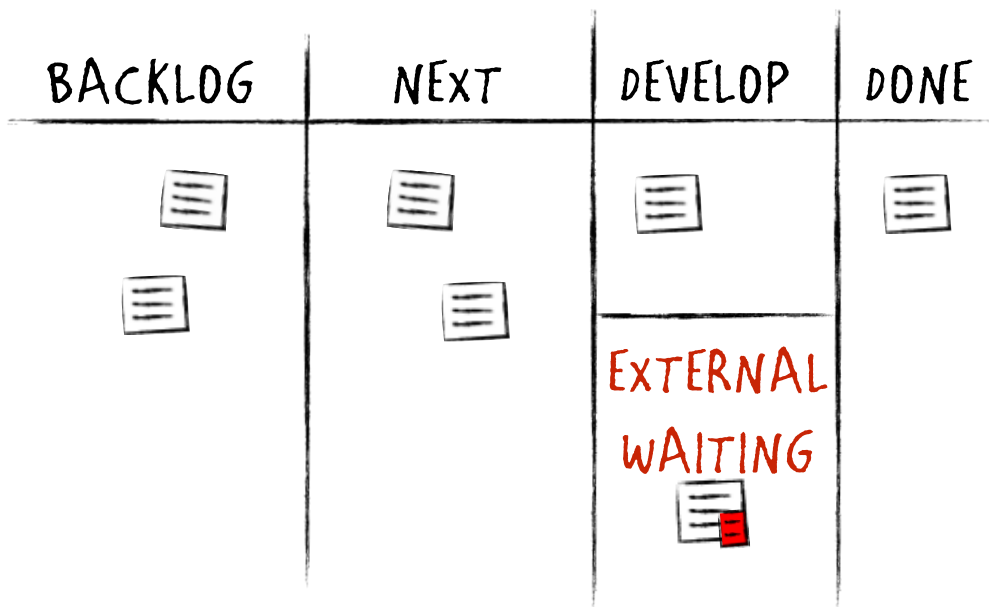 BACKLOG
NEXT
DEVELOP
DONE
EXTERNAL
WAITING